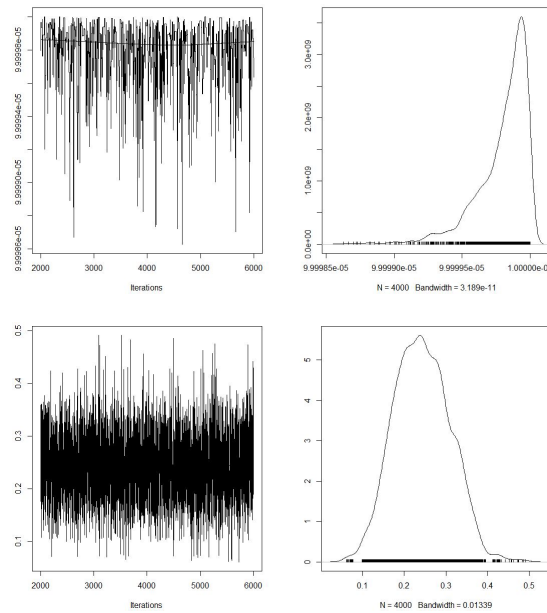 9.99998e-05
9.99994e-05
9.99990e-05
9.99986e-05
2000 3000 4000 5000 6000
Iterations
3.0e+09
2.0e+09
1.0e+09
0.0e+00
9.99985e-05 9.99990e-05 9.99995e-05 1.00000e-0
N = 4000 Bandwidth = 3.189e-11
0.5
0.4
0.3
0.2
0.1
2000 3000 4000 5000 6000
Iterations
5
4
3
2
1
0
0.1 0.2 0.3 0.4 0.5
N = 4000 Bandwidth = 0.01339